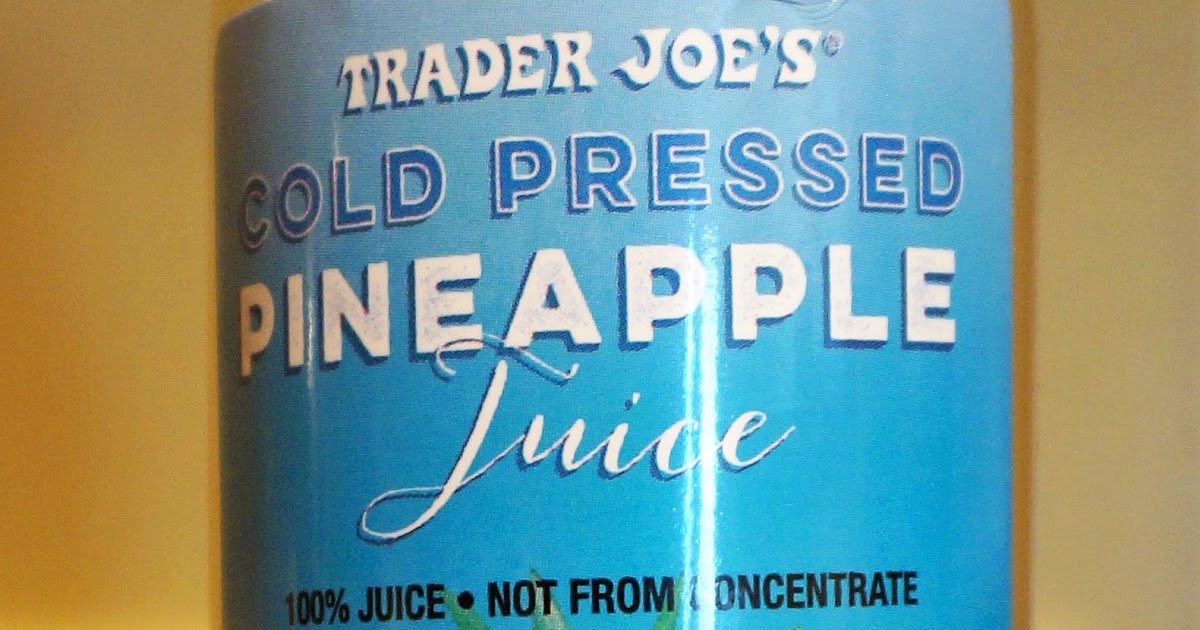 TRADER JOE'S®
COLD PRESSED
PINEAPPLE
Juice
100% JUICE • NOT FROM CONCENTRATE